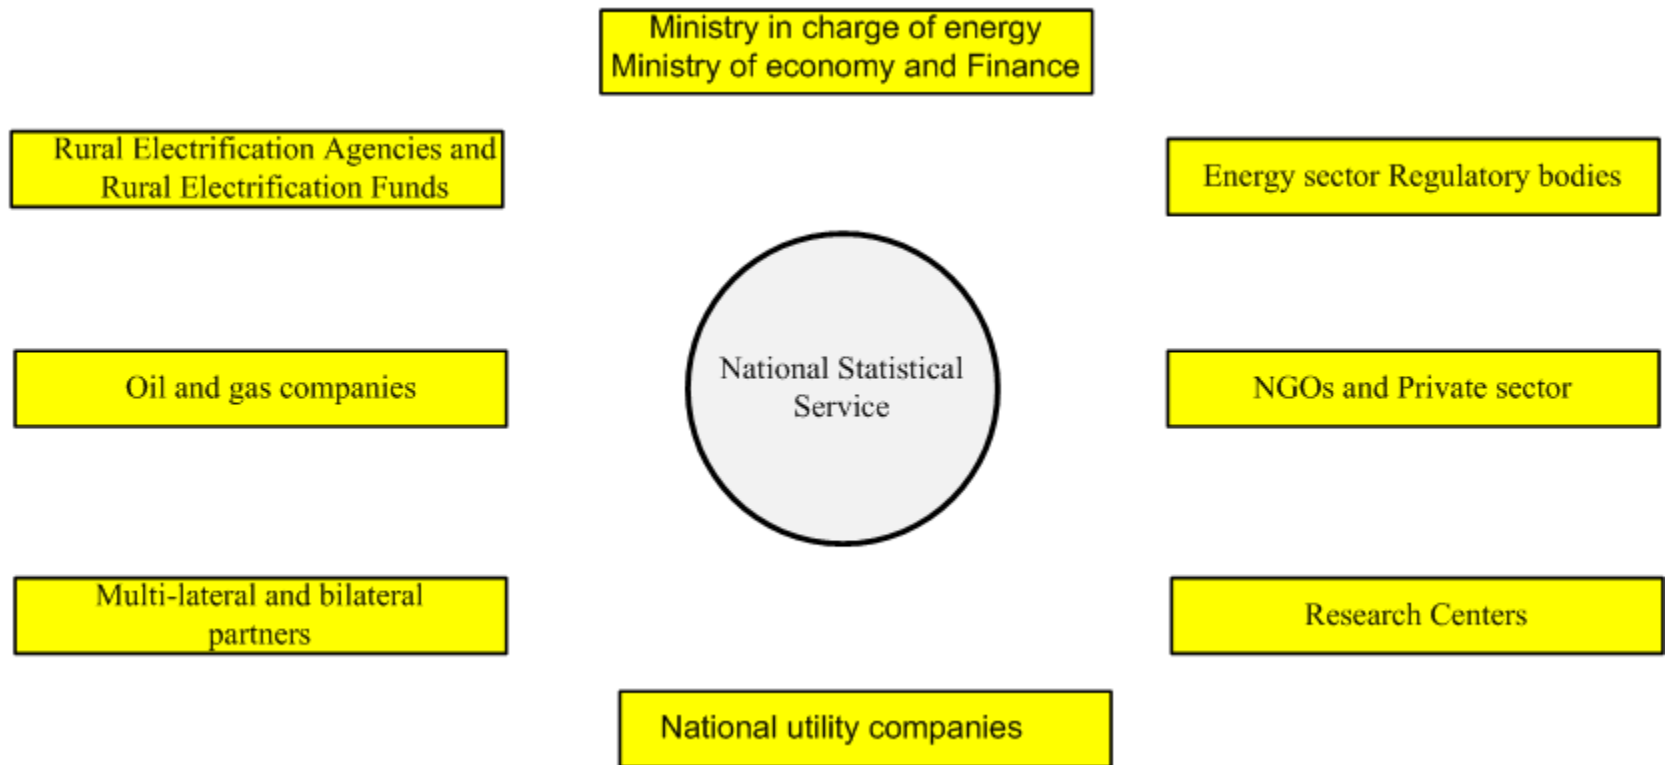 Ministry in charge of energy
Ministry of economy and Finance
Rural Electrification Agencies and
Rural Electrification Funds
Energy sector Regulatory bodies
National Statistical
Service
Oil and gas companies
NGOs and Private sector
Multi-lateral and bilateral
partners
Research Centers
National utility companies